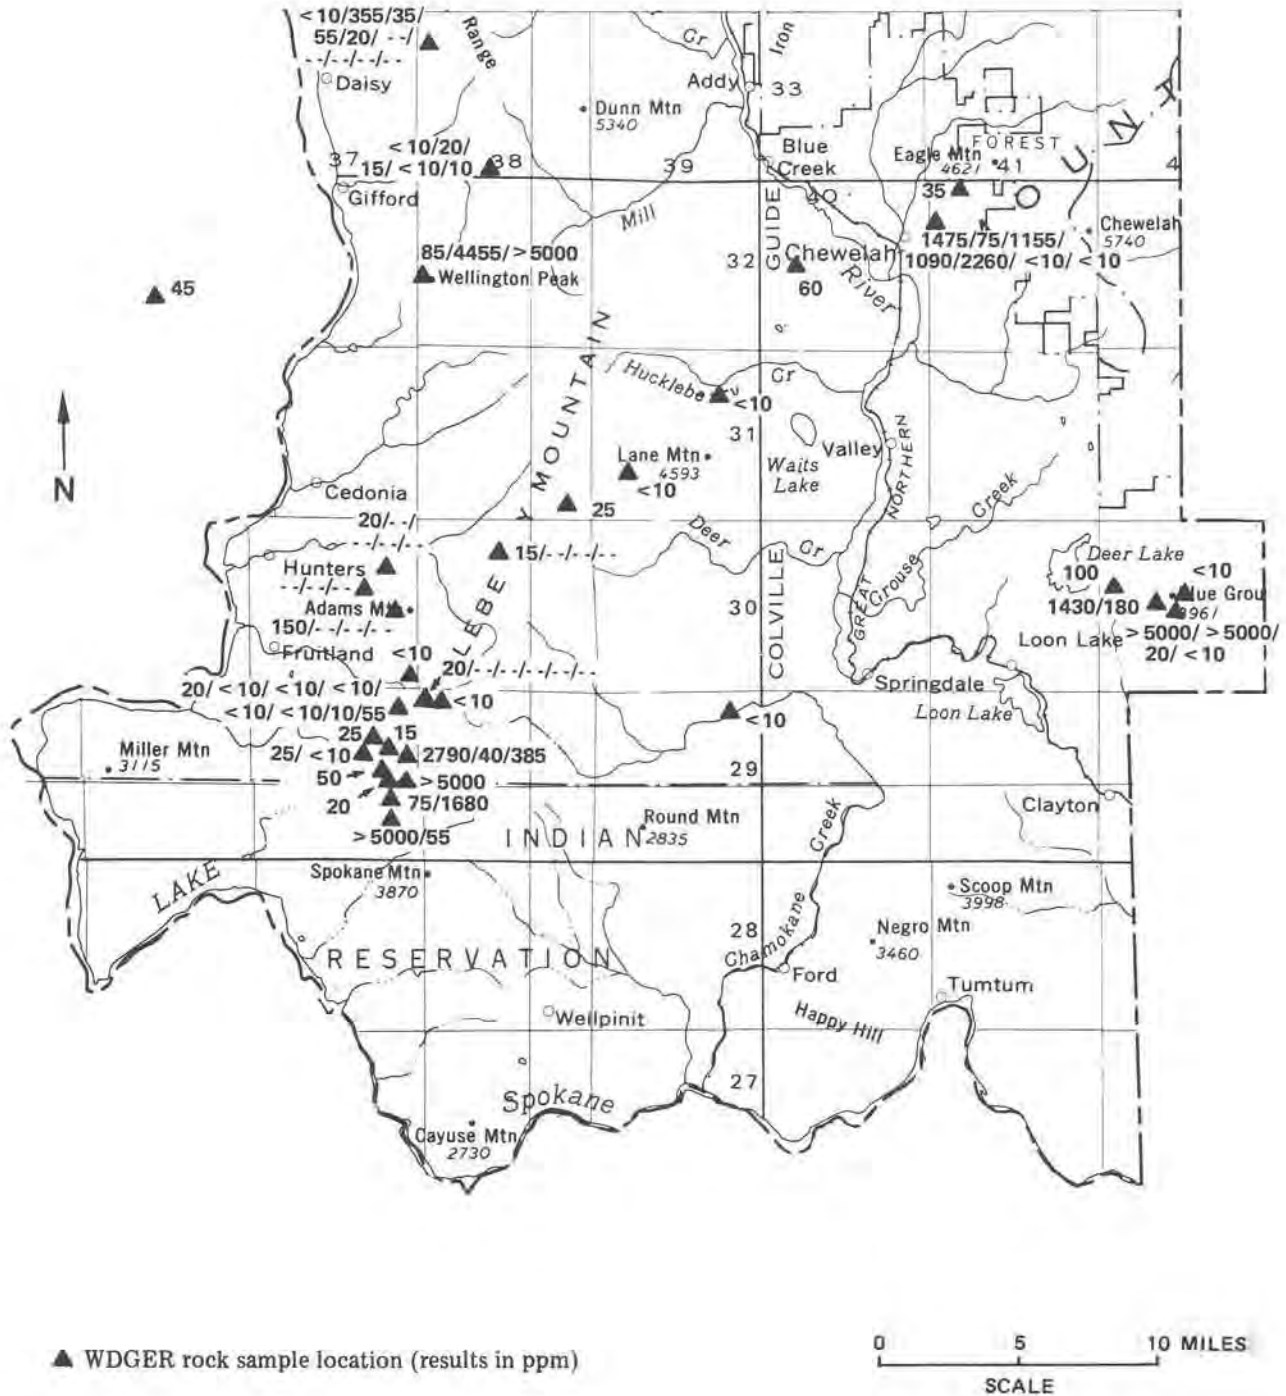 < 10/355/35/
55/20/ - -/
- -/- -/- -/- -
Range
Gr
Iron
Addy
33
Daisy
Dunn Mtn
5340
37
< 10/20/
15/ < 10/10
38
39
Blue
Creek
FOREST
Eagle Mtn
4621
41
4
U N T
Gifford
Mill
GUIDE
40
35
O
Chewelah
5740
1475/75/1155/
1090/2260/ < 10/ < 10
85/4455/ > 5000
Wellington Peak
32
Chewelah
River
60
45
Hucklebe
Gr
< 10
N
31
Lane Mtn
4593
< 10
Waits
Lake
Valley
NORTHERN
Cedonia
Y MOUNTAIN
25
Creek
20/- -/
- -/- -/- -
15/- -/- -/- -
Deer
Gr
Deer Lake
Hunters
- -/- -/- -
COLVILLE
GREAT
Grouse
100
< 10
Adams Mtn
150/- -/- -/- -
30
1430/180
lue Grou
Loon Lake
> 5000/ > 5000/
20/ < 10
Fruitland
< 10
LEBE
20/- -/- -/- -/- -/- -
Springdale
Loon Lake
20/ < 10/ < 10/ < 10/
< 10/ < 10/10/55
< 10
< 10
25
15
Miller Mtn
3115
25/ < 10
2790/40/385
29
50
> 5000
20
75/1680
Clayton
> 5000/55
INDIAN
Round Mtn
2835
Creek
LAKE
Spokane Mtn
3870
Scoop Mtn
3998
28
Chamokane
Negro Mtn
3460
RESERVATION
Ford
Tumtum
Wellpinit
Happy Hill
27
Spokane
Cayuse Mtn
2730
WDGER rock sample location (results in ppm)
0 5 10 MILES
SCALE